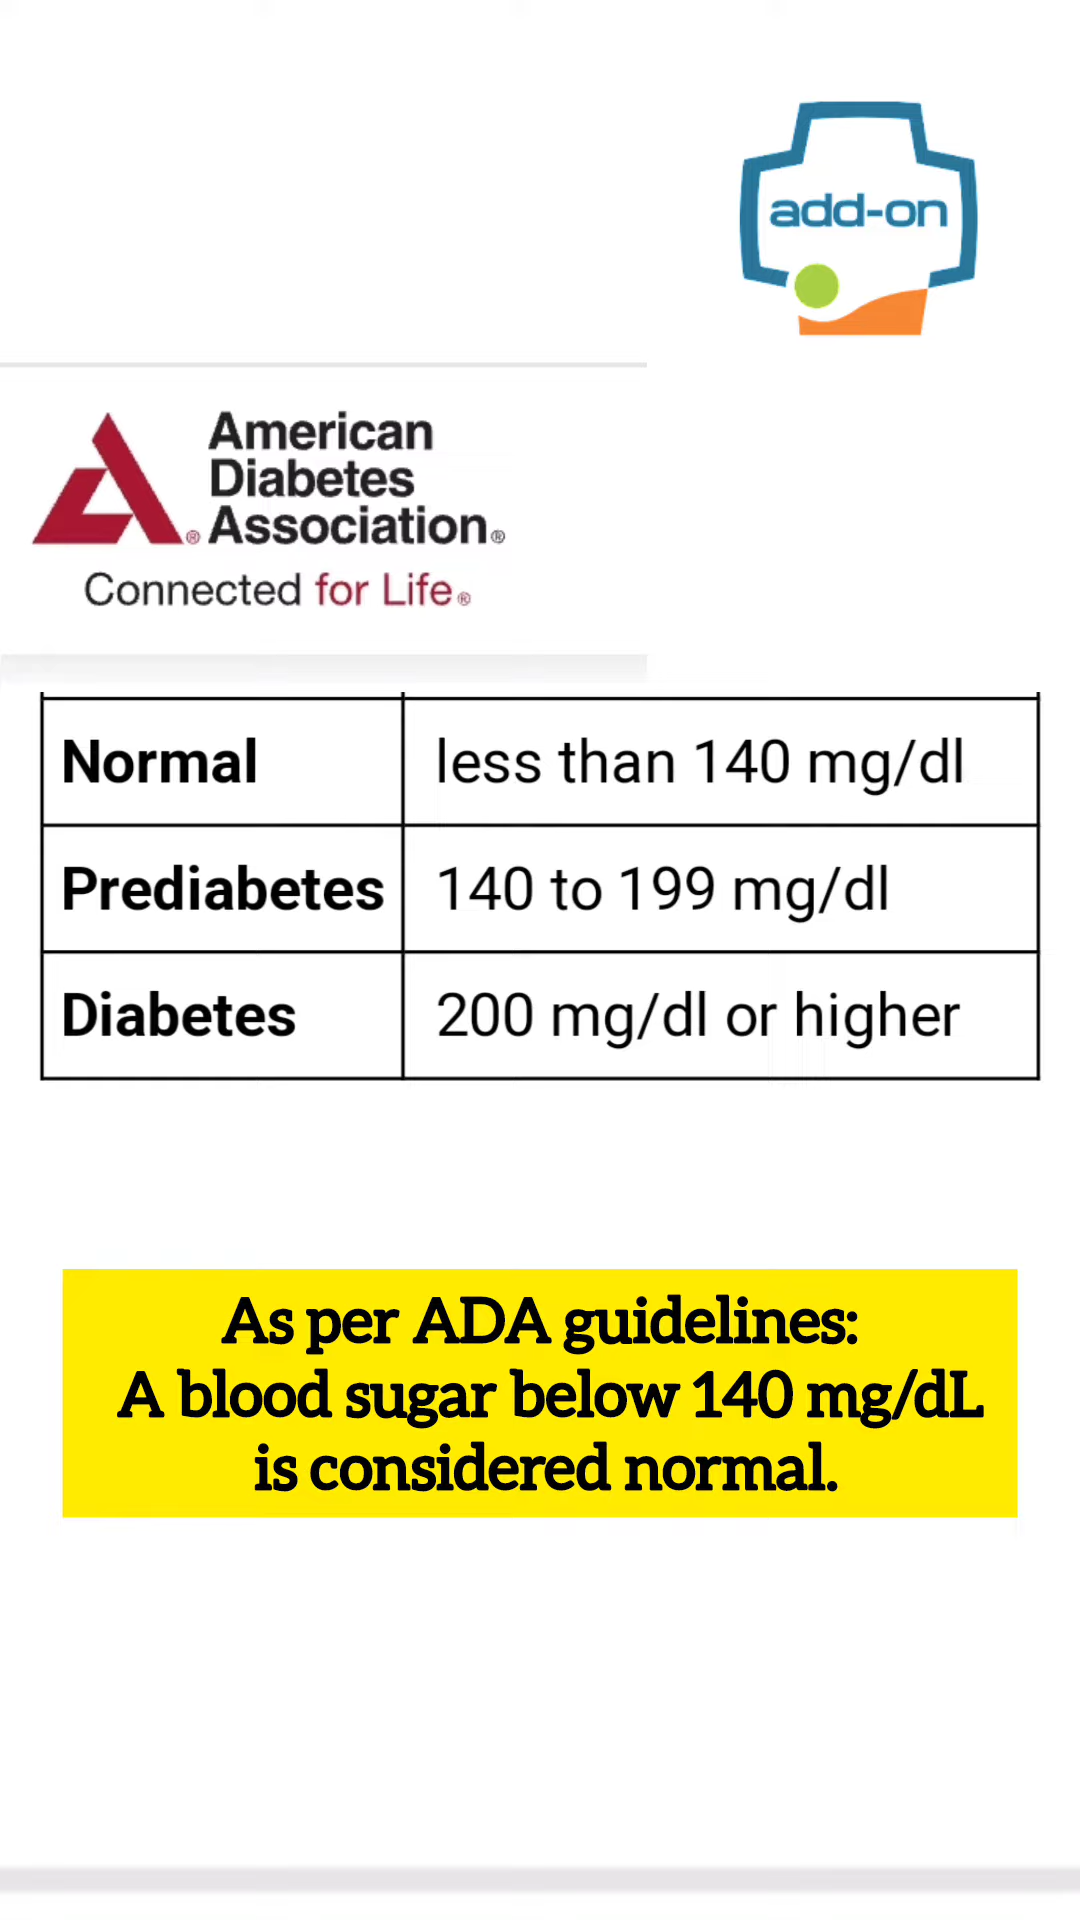 add-on
American
Diabetes
Association®
Connected for Life®
Normal less than 140 mg/dl
Prediabetes 140 to 199 mg/dl
Diabetes 200 mg/dl or higher
As per ADA guidelines:
A blood sugar below 140 mg/dL
is considered normal.